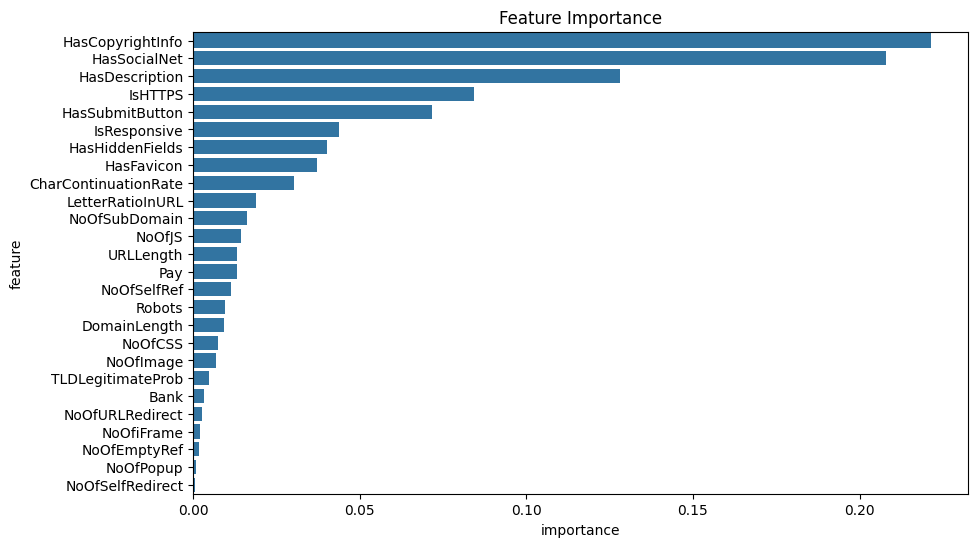 Feature Importance
HasCopyrightInfo
HasSocialNet
HasDescription
IsHTTPS
HasSubmitButton
IsResponsive
HasHiddenFields
HasFavicon
CharContinuationRate
LetterRatioInURL
NoOfSubDomain
NoOfJS
URLLength
Pay
NoOfSelfRef
Robots
DomainLength
NoOfCSS
NoOfImage
TLDLegitimateProb
Bank
NoOfURLRedirect
NoOfiFrame
NoOfEmptyRef
NoOfPopup
NoOfSelfRedirect
feature
0.00 0.05 0.10 0.15 0.20
importance